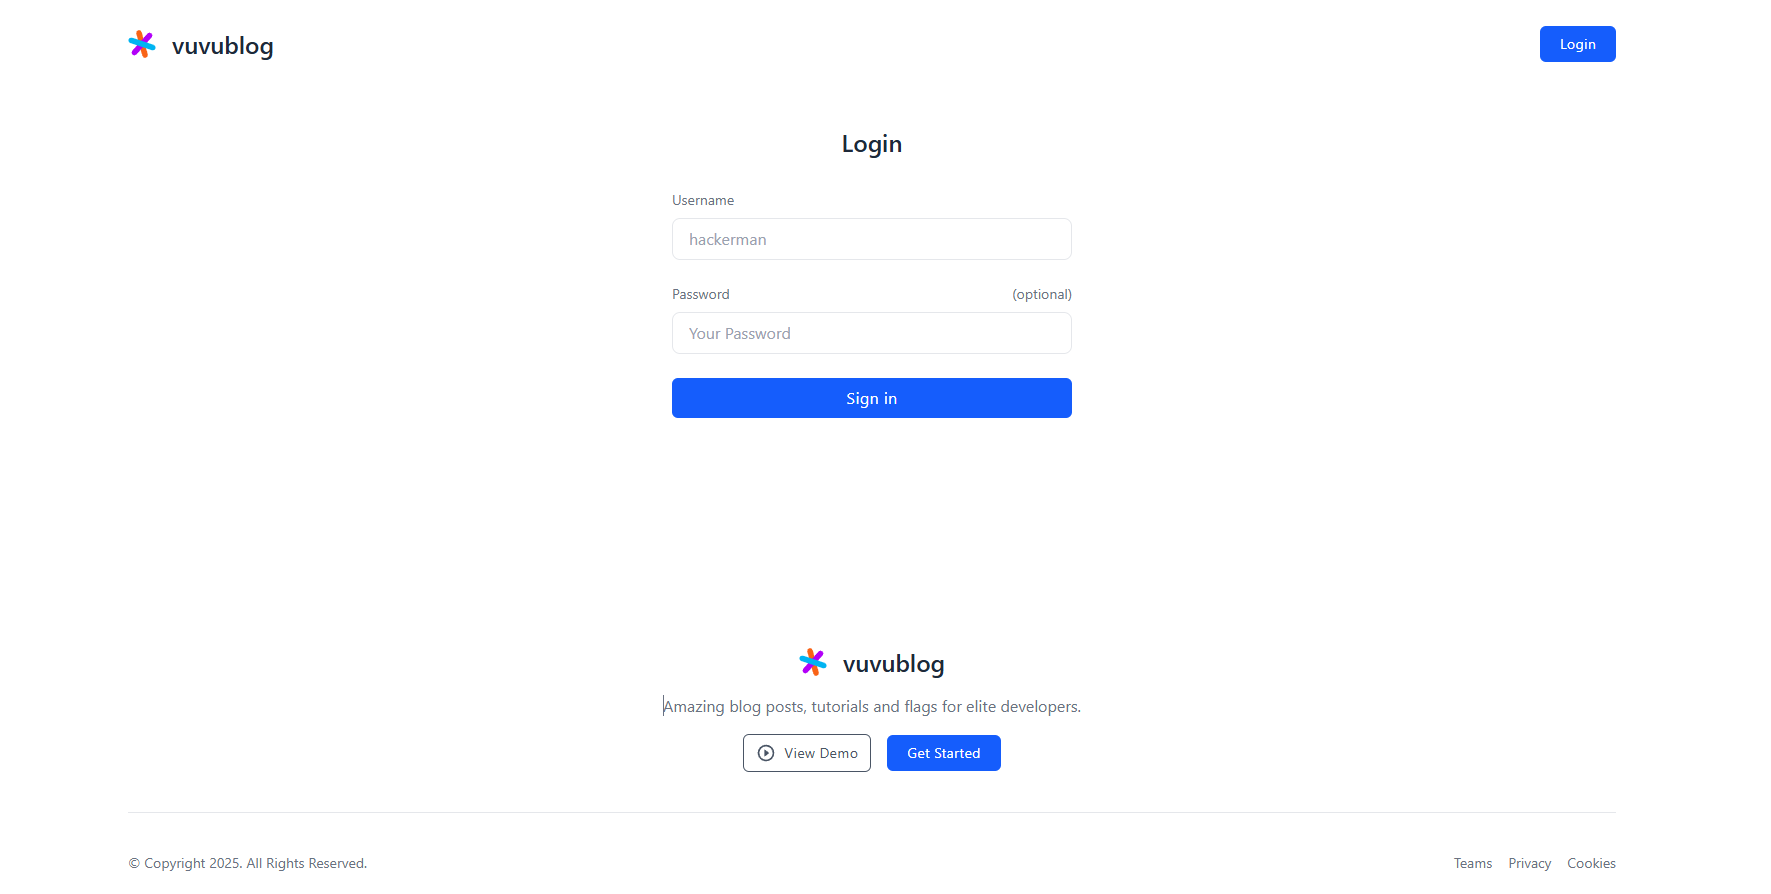 vuvublog
Login
Login
Username
hackerman
Password (optional)
Your Password
Sign in
vuvublog
Amazing blog posts, tutorials and flags for elite developers.
View Demo Get Started
© Copyright 2025. All Rights Reserved.
Teams Privacy Cookies